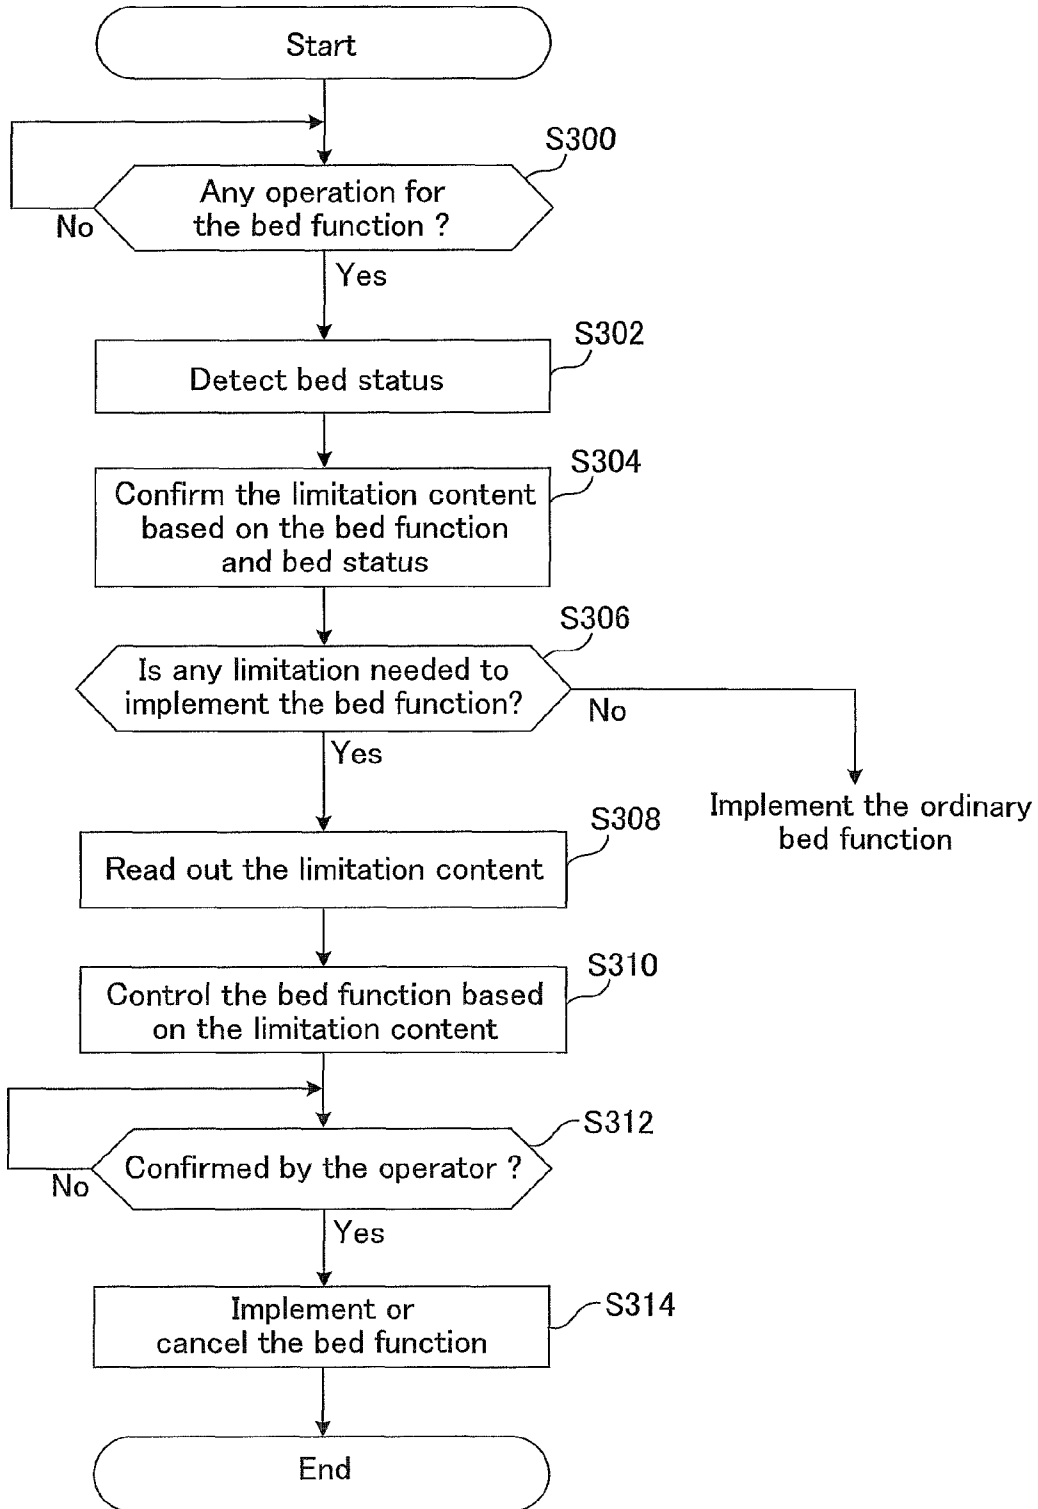 Start
S300
Any operation for
the bed function ?
No
Yes
S302
Detect bed status
S304
Confirm the limitation content
based on the bed function
and bed status
S306
Is any limitation needed to
implement the bed function?
No
Yes
Implement the ordinary
bed function
S308
Read out the limitation content
S310
Control the bed function based
on the limitation content
S312
Confirmed by the operator ?
No
Yes
S314
Implement or
cancel the bed function
End